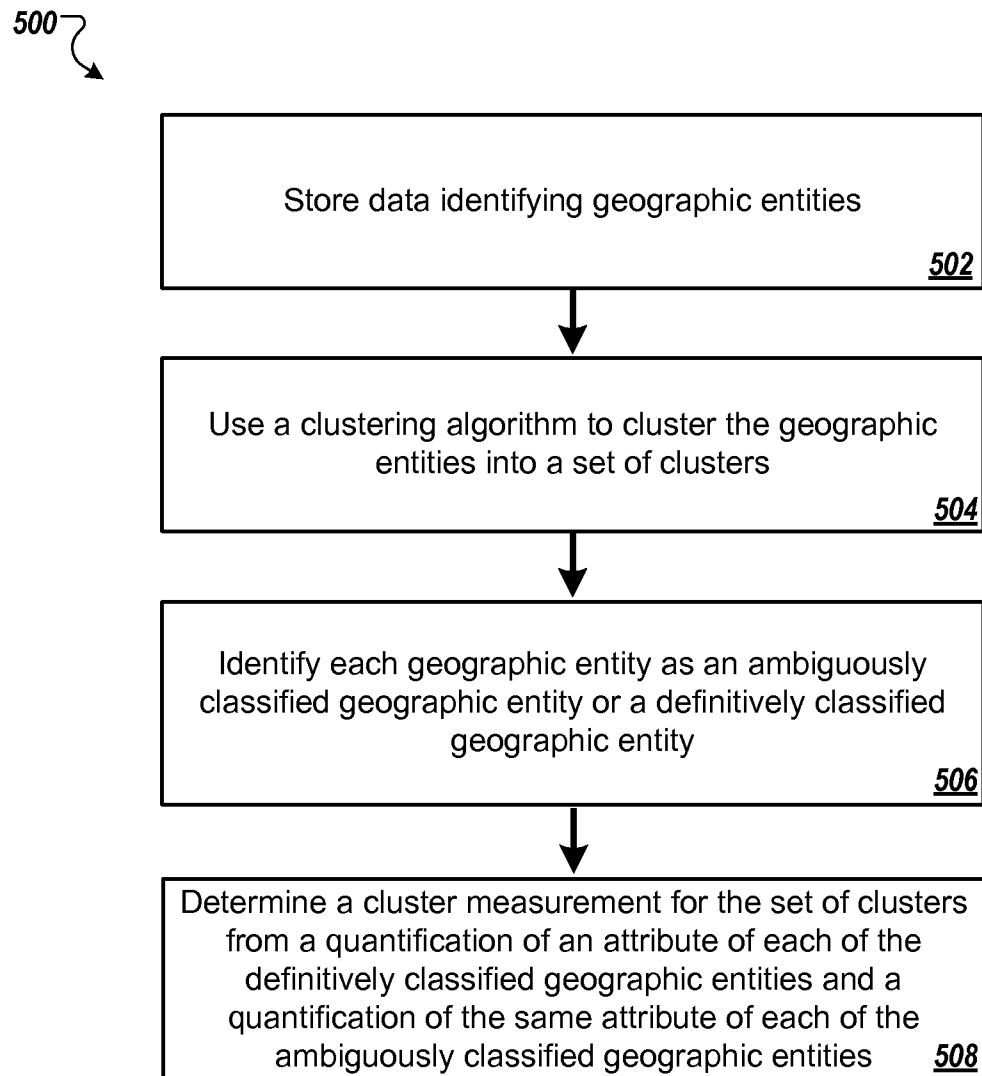 500
Store data identifying geographic entities
502
Use a clustering algorithm to cluster the geographic
entities into a set of clusters
504
Identify each geographic entity as an ambiguously
classified geographic entity or a definitively classified
geographic entity
506
Determine a cluster measurement for the set of clusters
from a quantification of an attribute of each of the
definitively classified geographic entities and a
quantification of the same attribute of each of the
ambiguously classified geographic entities
508